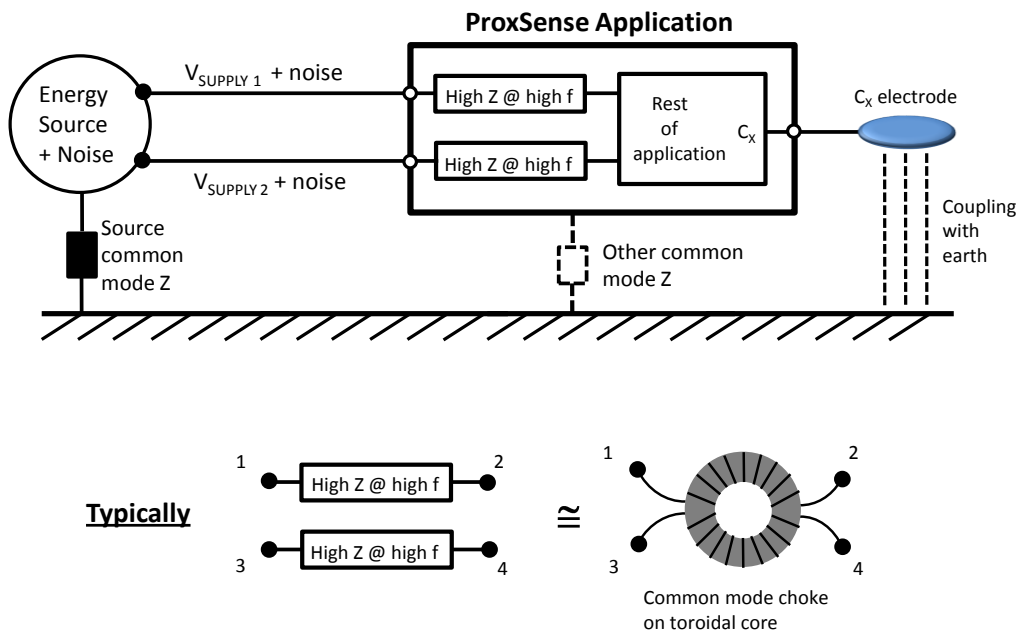 ProxSense Application
Energy
Source
+ Noise
VSUPPLY 1 + noise
VSUPPLY 2 + noise
High Z @ high f
High Z @ high f
Rest
of
application
CX
CX electrode
Source
common
mode Z
Other common
mode Z
Coupling
with
earth
Typically
1
2
High Z @ high f
3
4
High Z @ high f
≅
1
2
3
4
Common mode choke
on toroidal core